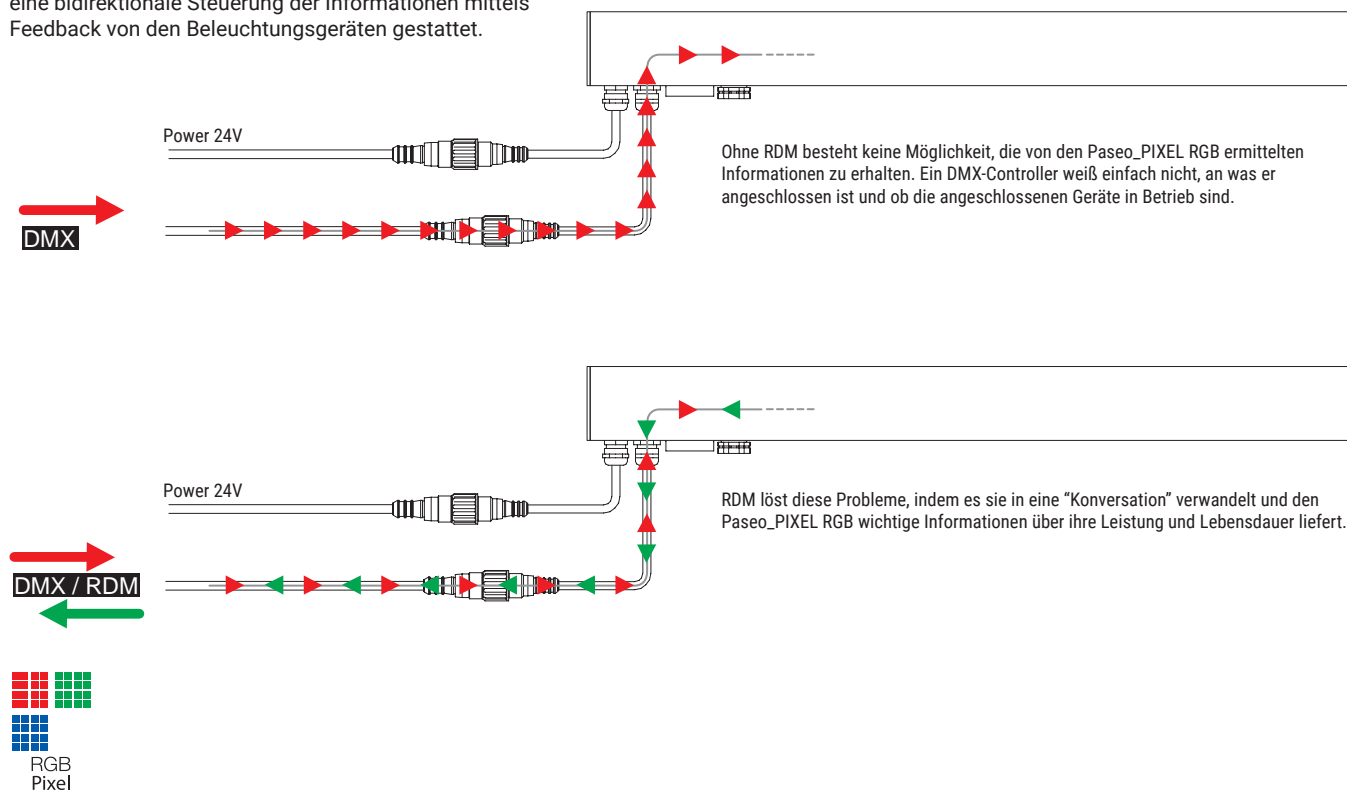 eine bidirektionale Steuerung der Informationen mittels
Feedback von den Beleuchtungsgeräten gestattet.
Power 24V
DMX
Ohne RDM besteht keine Möglichkeit, die von den Paseo_PIXEL RGB ermittelten
Informationen zu erhalten. Ein DMX-Controller weiß einfach nicht, an was er
angeschlossen ist und ob die angeschlossenen Geräte in Betrieb sind.
Power 24V
DMX / RDM
RDM löst diese Probleme, indem es sie in eine “Konversation” verwandelt und den
Paseo_PIXEL RGB wichtige Informationen über ihre Leistung und Lebensdauer liefert.
RGB
Pixel